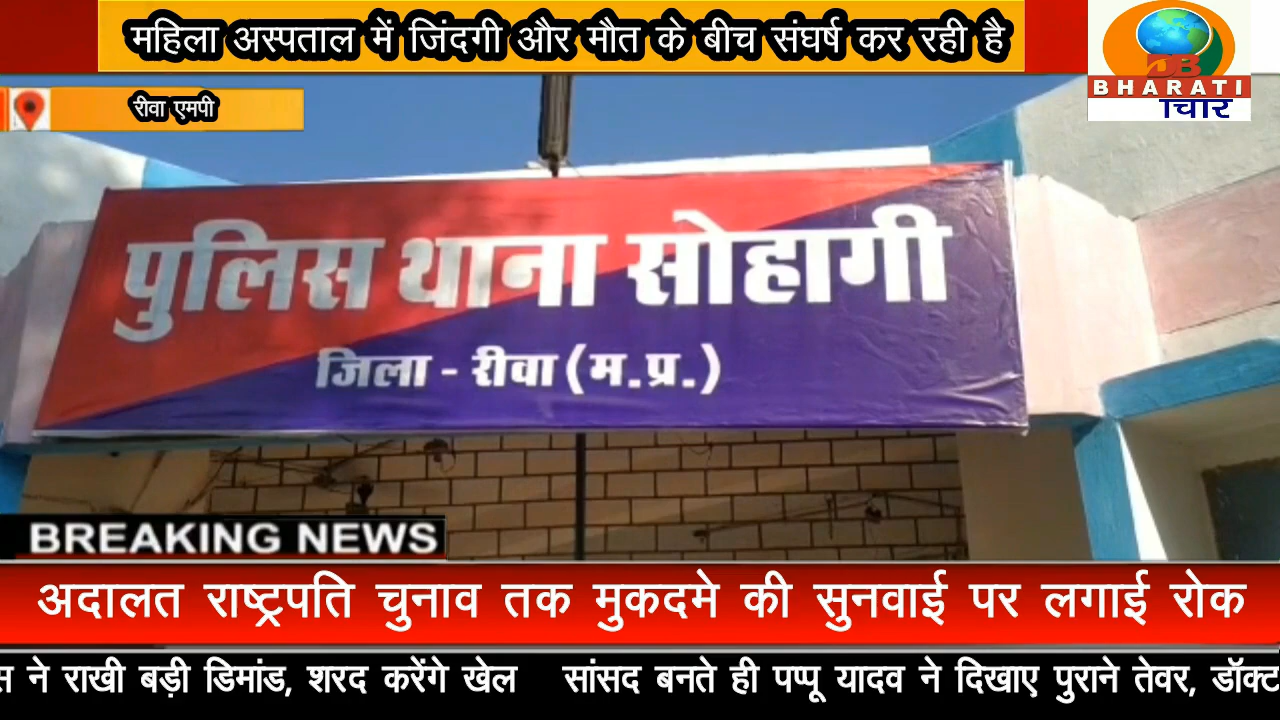 महिला अस्पताल में जिंदगी और मौत के बीच संघर्ष कर रही है
BHARATI
रीवा एमपी
पुलिस थाना सोहागी
जिला - रीवा (म.प्र.)
BREAKING NEWS
अदालत राष्ट्रपति चुनाव तक मुकदमे की सुनवाई पर लगाई रोक
स ने राखी बड़ी डिमांड, शरद करेंगे खेल सांसद बनते ही पप्पू यादव ने दिखाए पुराने तेवर, डॉक्ट